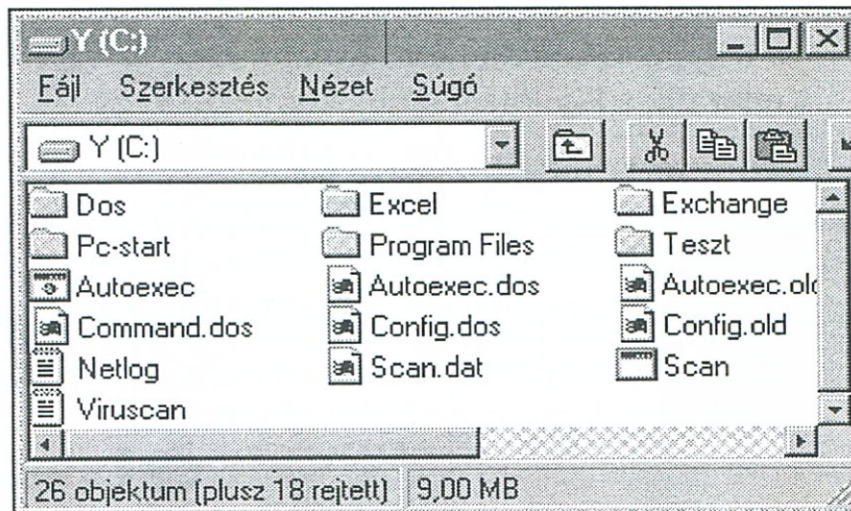 Y (C:)
Fájl Szerkesztés Nézet Súgó
Y (C:)
Dos Excel Exchange
Pc-start Program Files Teszt
Autoexec Autoexec.dos Autoexec.old
Command.dos Config.dos Config.old
Netlog Scan.dat Scan
Viruscan
26 objektum (plusz 18 rejtett) 9,00 MB